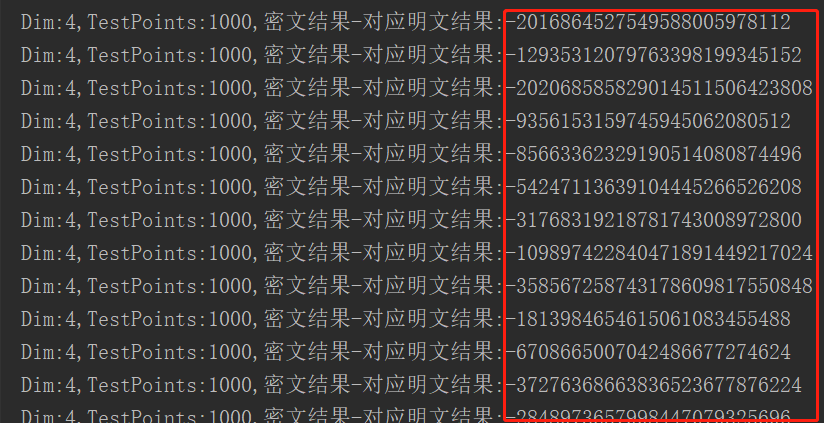 Dim:4,TestPoints:1000,密文结果-对应明文结果:-2016864527549588005978112
Dim:4,TestPoints:1000,密文结果-对应明文结果:-12935312079763398199345152
Dim:4,TestPoints:1000,密文结果-对应明文结果:-202068585829014511506423808
Dim:4,TestPoints:1000,密文结果-对应明文结果:-9356153159745945062080512
Dim:4,TestPoints:1000,密文结果-对应明文结果:-85663362329190514080874496
Dim:4,TestPoints:1000,密文结果-对应明文结果:-54247113639104445266526208
Dim:4,TestPoints:1000,密文结果-对应明文结果:-31768319218781743008972800
Dim:4,TestPoints:1000,密文结果-对应明文结果:-109897422840471891449217024
Dim:4,TestPoints:1000,密文结果-对应明文结果:-358567258743178609817550848
Dim:4,TestPoints:1000,密文结果-对应明文结果:-1813984654615061083455488
Dim:4,TestPoints:1000,密文结果-对应明文结果:-6708665007042486677274624
Dim:4,TestPoints:1000,密文结果-对应明文结果:-37276368663836523677876224
Dim:4,TestPoints:1000,密文结果-对应明文结果:-2848973657998447079325696